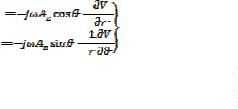 = -jωA_z cosθ - ∂V/∂r
= -jωA_z sinθ - 1/r ∂V/∂θ }